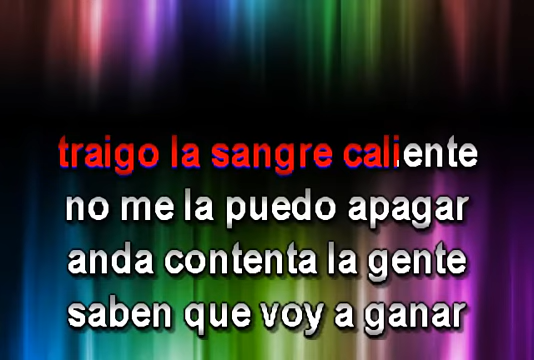 traigo la sangre caliente
no me la puedo apagar
anda contenta la gente
saben que voy a ganar